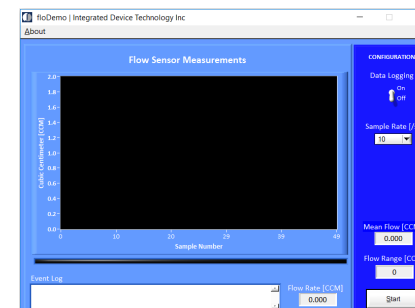 floDemo | Integrated Device Technology Inc
About
Flow Sensor Measurements
CONFIGURATION
Data Logging
On
Off
Sample Rate [/
10
Cubic Centimeter [CCM]
2.0
1.8
1.6
1.4
1.2
1.0
0.8
0.6
0.4
0.2
0.0
0
10
20
29
39
49
Sample Number
Mean Flow [CCM
0.000
Flow Range [CC
0
Event Log
Flow Rate [CCM]
0.000
Start